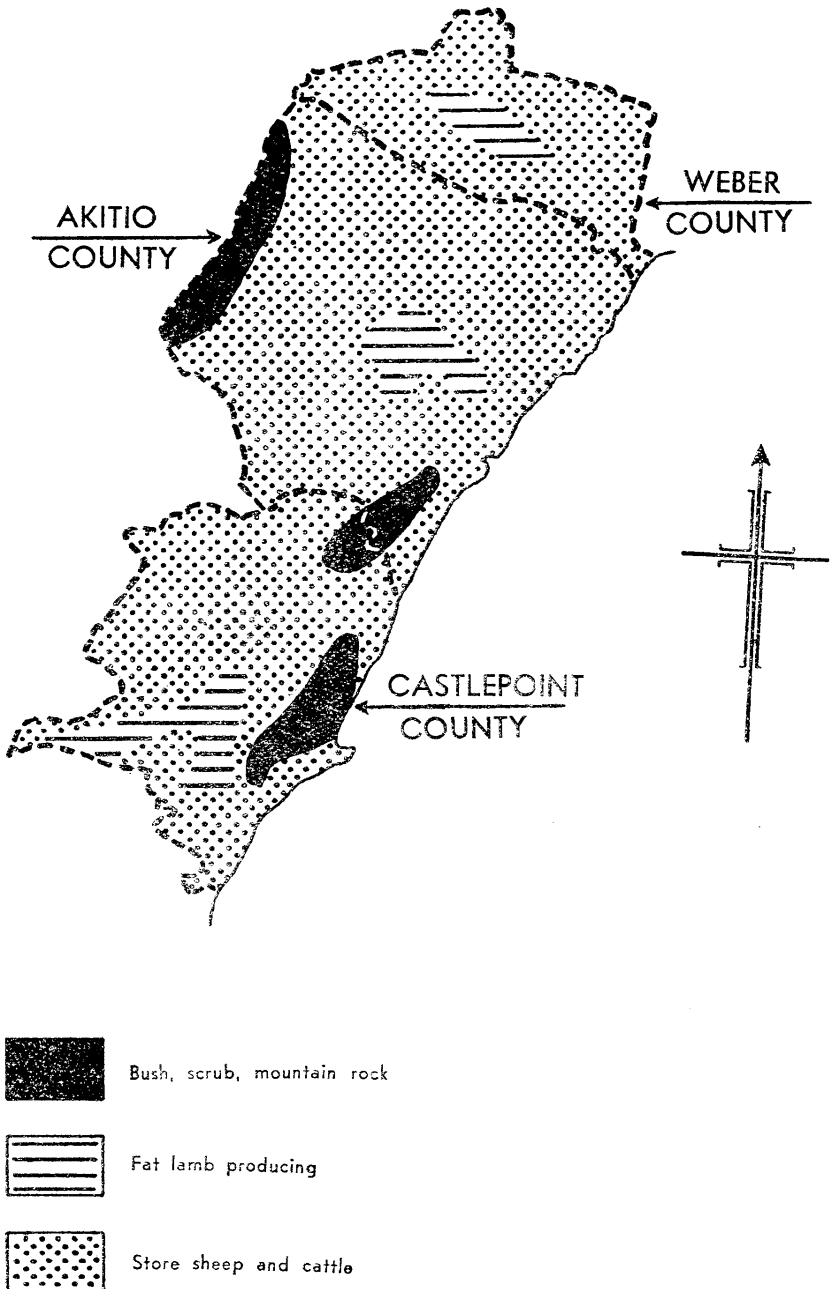 WEBER
COUNTY
AKITIO
COUNTY
CASTLEPOINT
COUNTY
Bush, scrub, mountain rock
Fat lamb producing
Store sheep and cattle